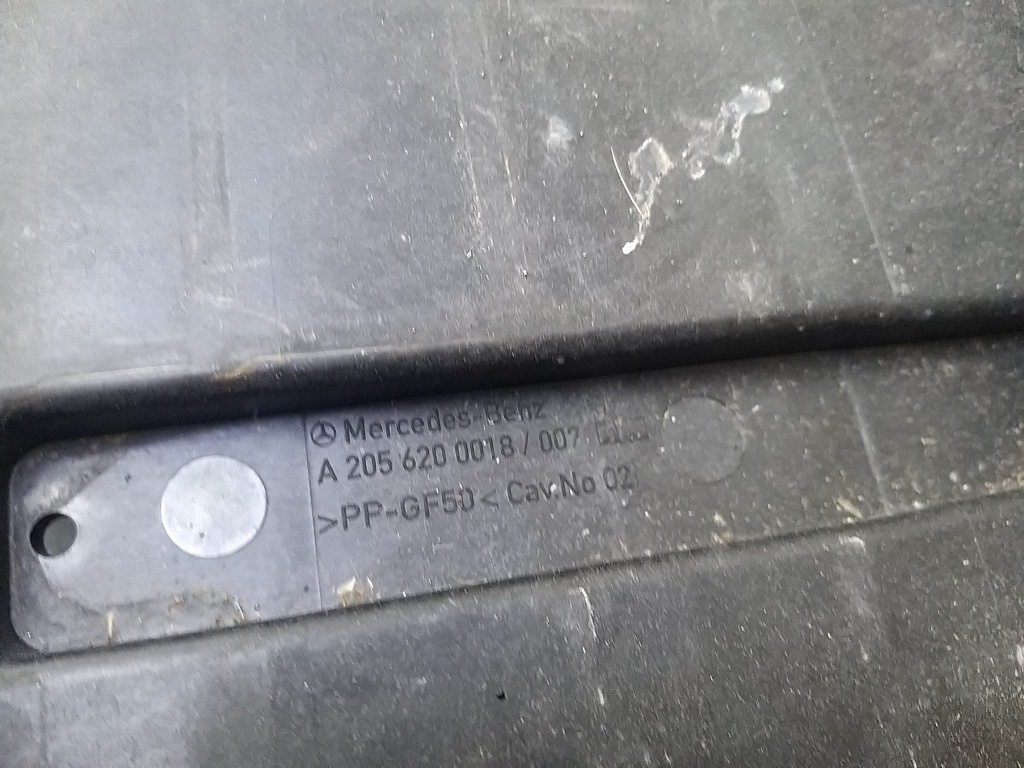 Mercedes-Benz
A 205 620 0018 / 007
>PP-GF50< Cav.No 02